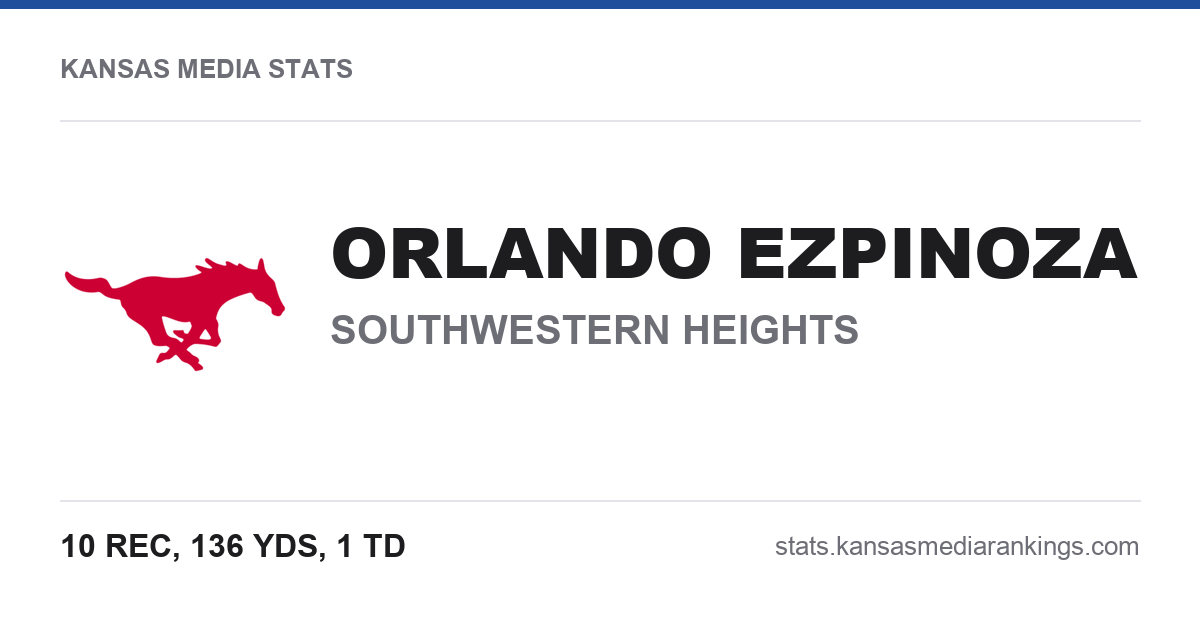 KANSAS MEDIA STATS
ORLANDO EZPINOZA
SOUTHWESTERN HEIGHTS
10 REC, 136 YDS, 1 TD
stats.kansasmediarankings.com